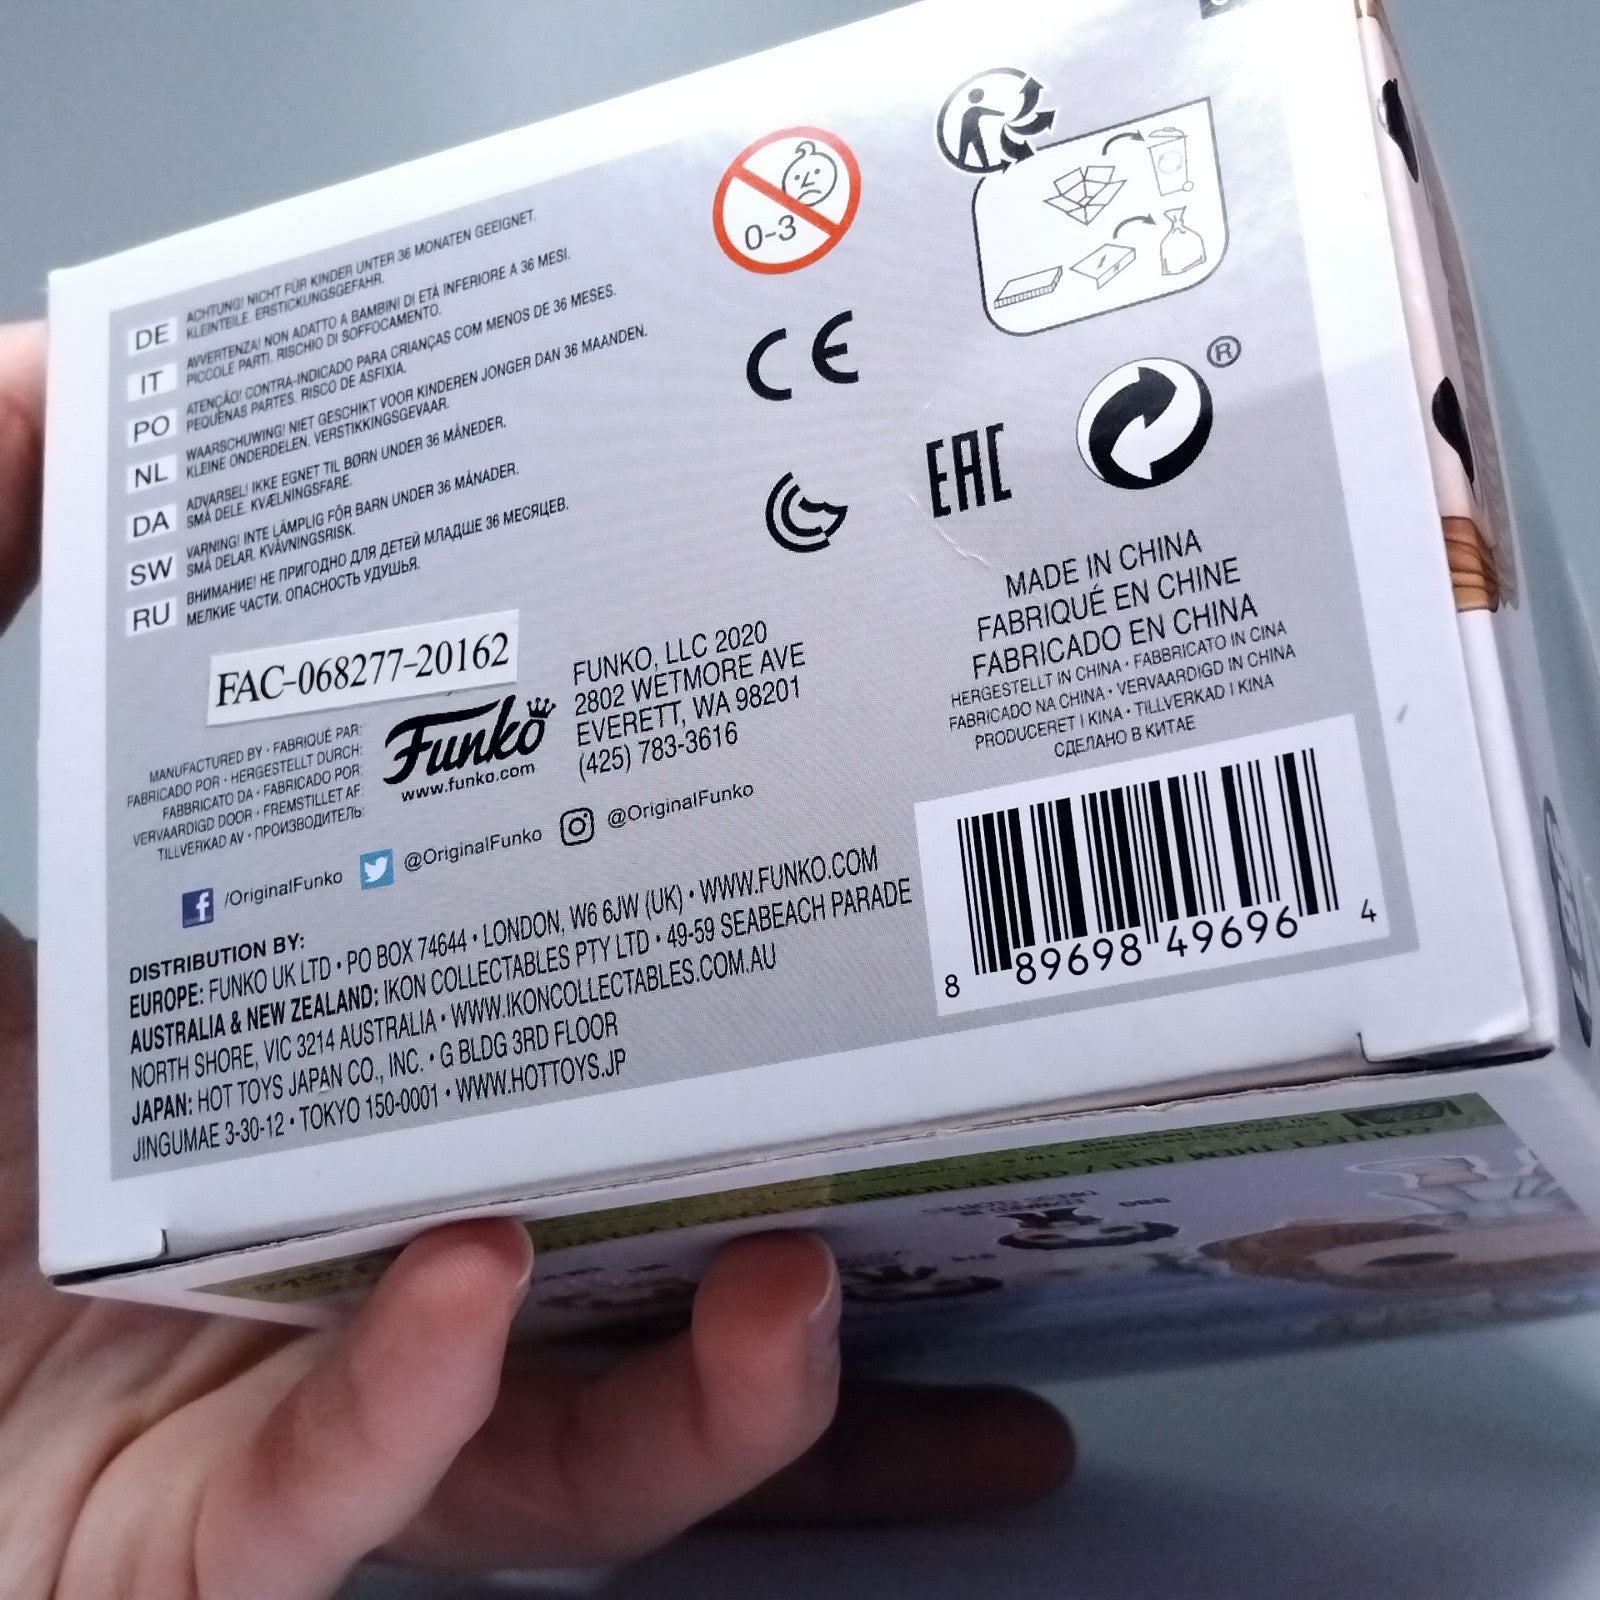 DE ACHTUNG! NICHT FÜR KINDER UNTER 36 MONATEN GEEIGNET.
KLEINTEILE. ERSTICKUNGSGEFAHR.
IT AVVERTENZA! NON ADATTO A BAMBINI DI ETÀ INFERIORE A 36 MESI.
PICCOLE PARTI. RISCHIO DI SOFFOCAMENTO.
PO ATENÇÃO! CONTRA-INDICADO PARA CRIANÇAS COM MENOS DE 36 MESES.
PEQUENAS PARTES. RISCO DE ASFIXIA.
NL WAARSCHUWING! NIET GESCHIKT VOOR KINDEREN JONGER DAN 36 MAANDEN.
KLEINE ONDERDELEN. VERSTIKKINGSGEVAAR.
DA ADVARSEL! IKKE EGNET TIL BØRN UNDER 36 MÅNEDER.
SMÅ DELE. KVÆLNINGSFARE.
SW VARNING! INTE LÄMPLIG FÖR BARN UNDER 36 MÅNADER.
SMÅ DELAR. KVÄVNINGSRISK.
RU ВНИМАНИЕ! НЕ ПРИГОДНО ДЛЯ ДЕТЕЙ МЛАДШЕ 36 МЕСЯЦЕВ.
МЕЛКИЕ ЧАСТИ. ОПАСНОСТЬ УДУШЬЯ.
0-3
CE
EAC
®
FAC-068277-20162
MANUFACTURED BY • FABRIQUÉ PAR:
FABRICADO POR • HERGESTELLT DURCH:
FABBRICATO DA • FABRICADO POR:
VERVAARDIGD DOOR • FREMSTILLET AF:
TILLVERKAD AV • ПРОИЗВОДИТЕЛЬ:
Funko
www.funko.com
FUNKO, LLC 2020
2802 WETMORE AVE
EVERETT, WA 98201
(425) 783-3616
MADE IN CHINA
FABRIQUÉ EN CHINE
FABRICADO EN CHINA
HERGESTELLT IN CHINA • FABBRICATO IN CINA
FABRICADO NA CHINA • VERVAARDIGD IN CHINA
PRODUCERET I KINA • TILLVERKAD I KINA
СДЕЛАНО В КИТАЕ
/OriginalFunko @OriginalFunko @OriginalFunko
DISTRIBUTION BY:
EUROPE: FUNKO UK LTD • PO BOX 74644 • LONDON, W6 6JW (UK) • WWW.FUNKO.COM
AUSTRALIA & NEW ZEALAND: IKON COLLECTABLES PTY LTD • 49-59 SEABEACH PARADE
NORTH SHORE, VIC 3214 AUSTRALIA • WWW.IKONCOLLECTABLES.COM.AU
JAPAN: HOT TOYS JAPAN CO., INC. • G BLDG 3RD FLOOR
JINGUMAE 3-30-12 • TOKYO 150-0001 • WWW.HOTTOYS.JP
8 89698 49696 4
COLLECT THEM ALL!